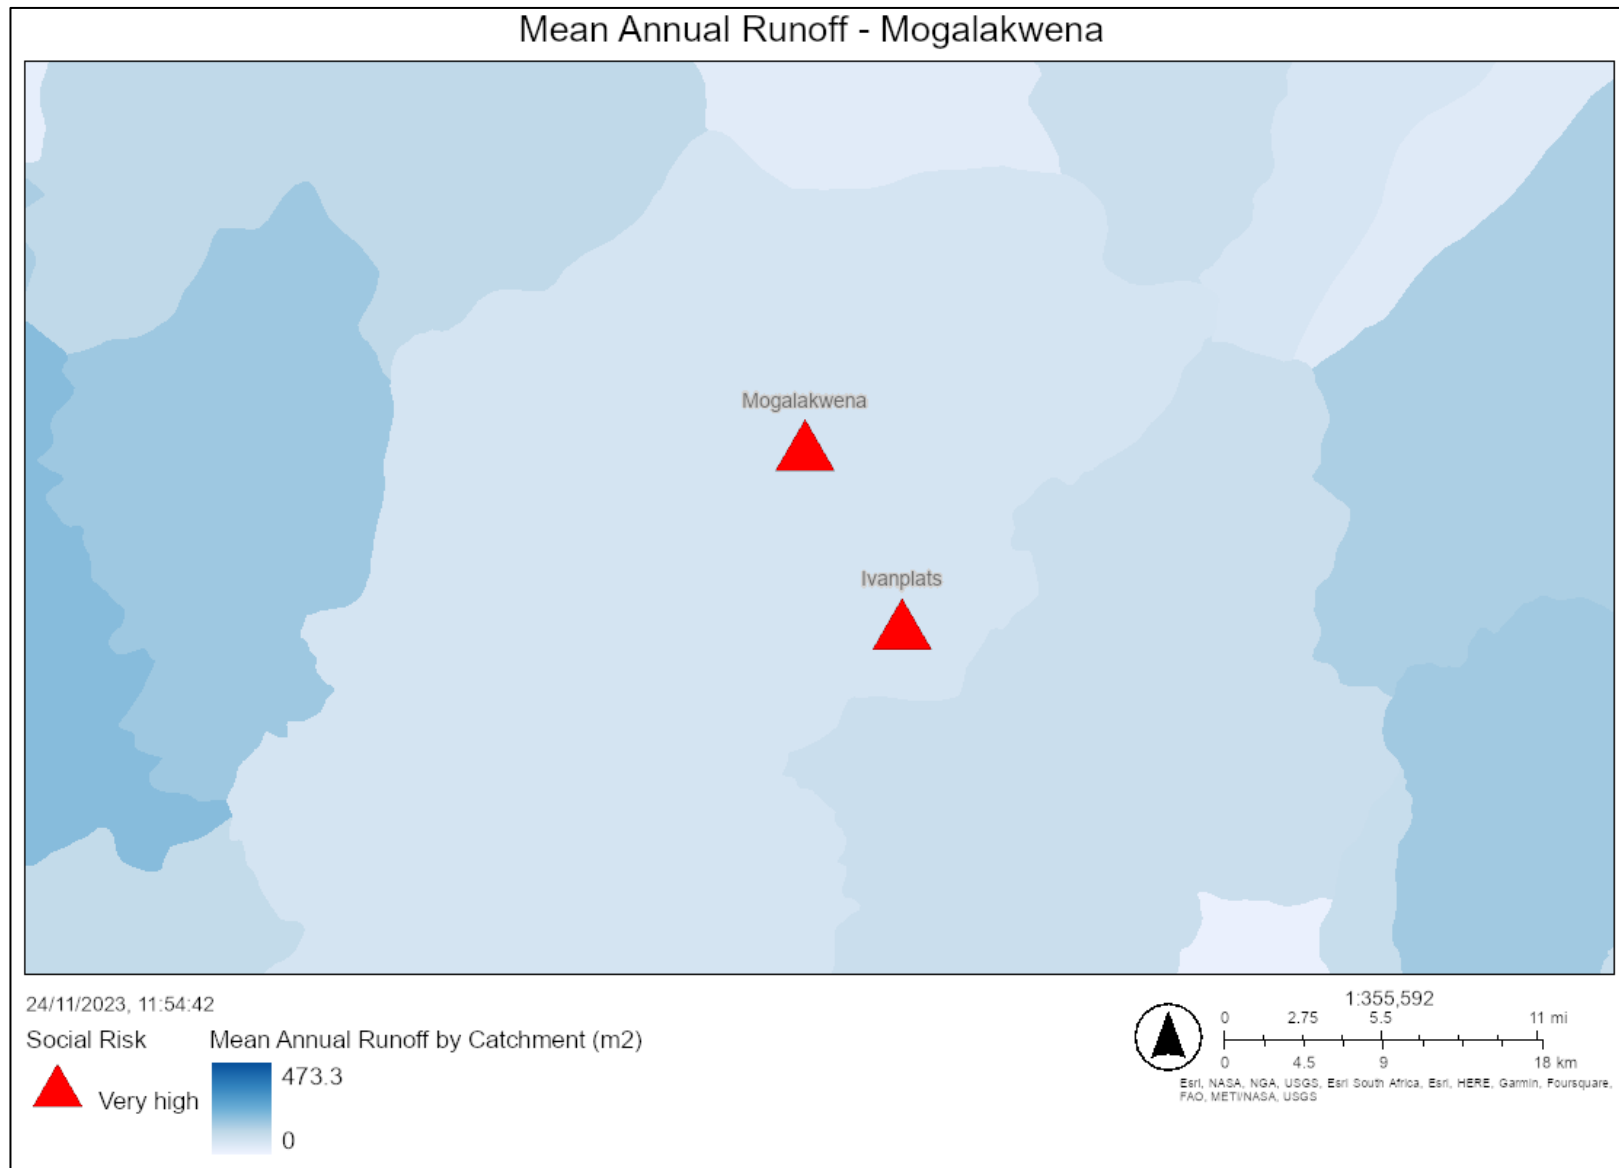 Mean Annual Runoff - Mogalakwena
Mogalakwena
Ivanplats
24/11/2023, 11:54:42
Social Risk
Very high
Mean Annual Runoff by Catchment (m2)
473.3
0
1:355,592
0 2.75 5.5 11 mi
0 4.5 9 18 km
Esri, NASA, NGA, USGS, Esri South Africa, Esri, HERE, Garmin, Foursquare,
FAO, METI/NASA, USGS